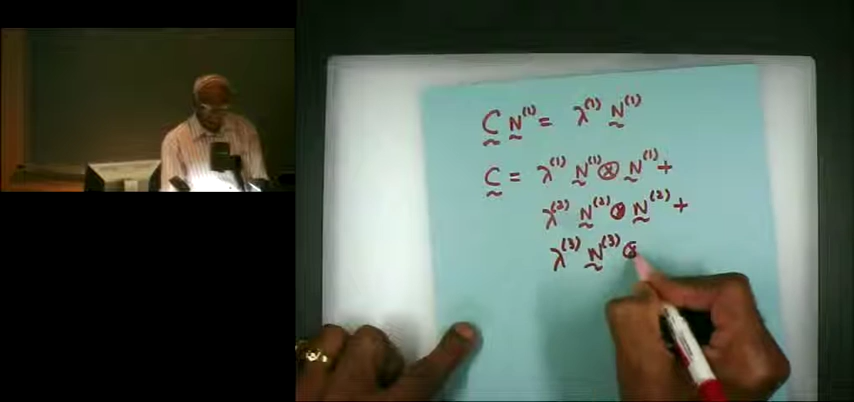 C̰ Ṵ^(1) = λ^(1) Ṵ^(1)
C̰ = λ^(1) N̰^(1) ⊗ N̰^(1) +
λ^(2) N̰^(2) ⊗ N̰^(2) +
λ^(3) N̰^(3) ⊗